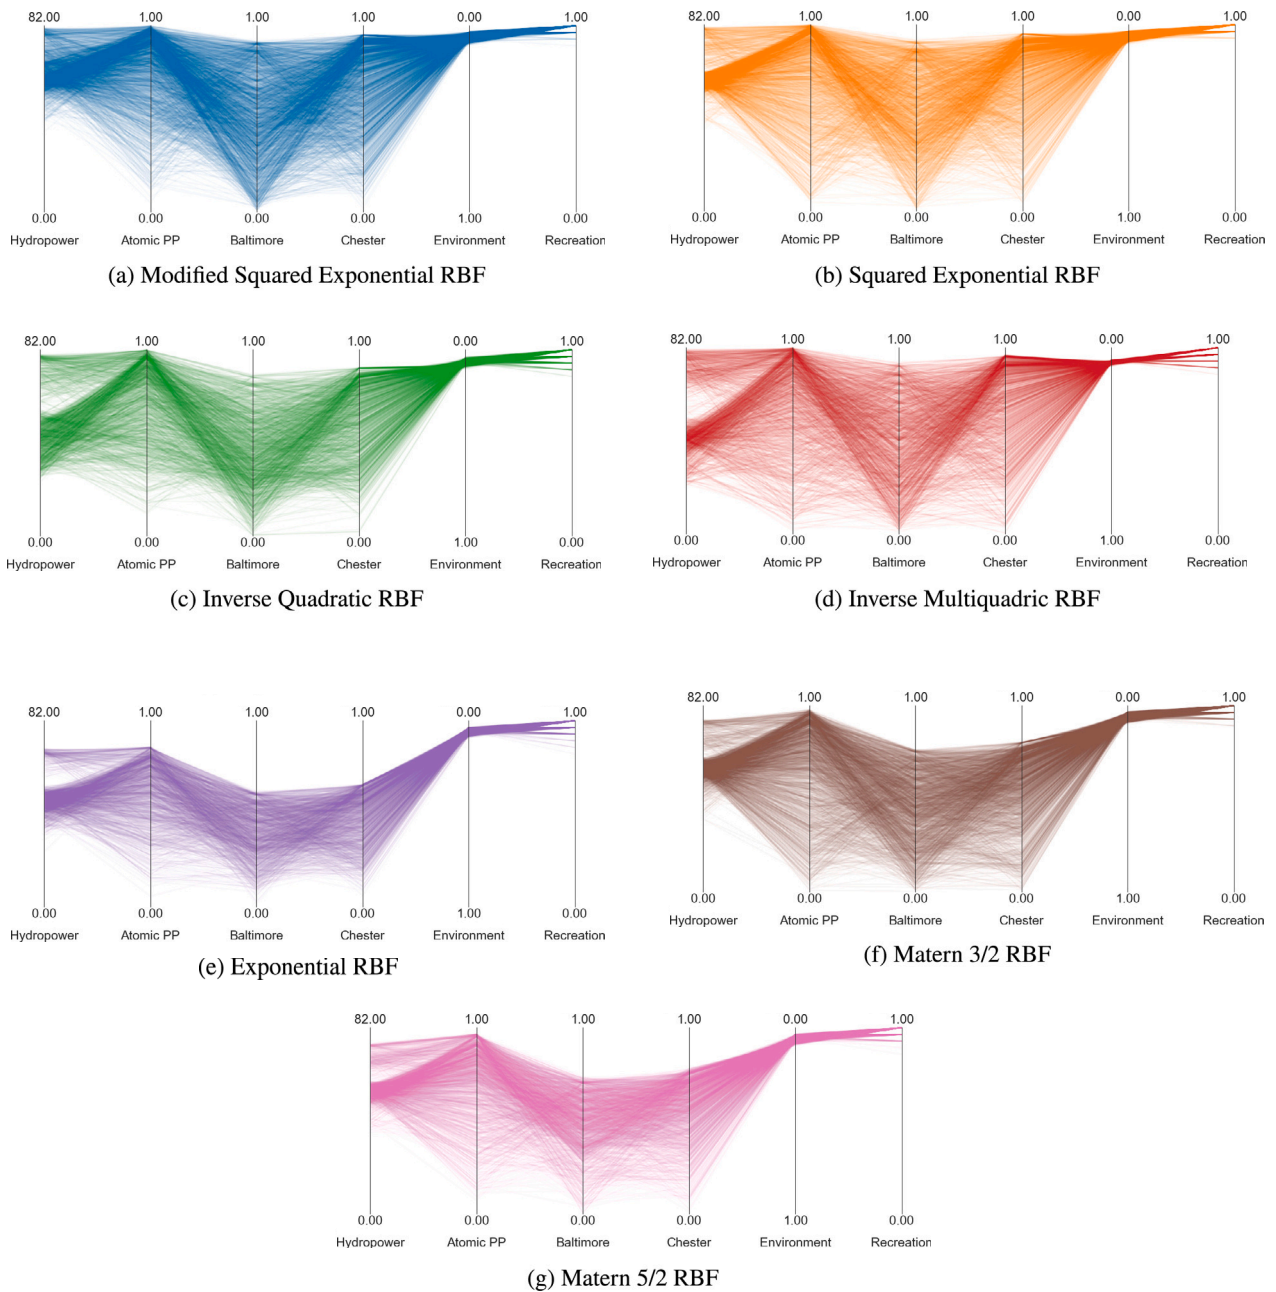 82.00 1.00 1.00 1.00 0.00 1.00
0.00 0.00 0.00 0.00 1.00 0.00
Hydropower Atomic PP Baltimore Chester Environment Recreation
(a) Modified Squared Exponential RBF
82.00 1.00 1.00 1.00 0.00 1.00
0.00 0.00 0.00 0.00 1.00 0.00
Hydropower Atomic PP Baltimore Chester Environment Recreation
(b) Squared Exponential RBF
82.00 1.00 1.00 1.00 0.00 1.00
0.00 0.00 0.00 0.00 1.00 0.00
Hydropower Atomic PP Baltimore Chester Environment Recreation
(c) Inverse Quadratic RBF
82.00 1.00 1.00 1.00 0.00 1.00
0.00 0.00 0.00 0.00 1.00 0.00
Hydropower Atomic PP Baltimore Chester Environment Recreation
(d) Inverse Multiquadric RBF
82.00 1.00 1.00 1.00 0.00 1.00
0.00 0.00 0.00 0.00 1.00 0.00
Hydropower Atomic PP Baltimore Chester Environment Recreation
(e) Exponential RBF
82.00 1.00 1.00 1.00 0.00 1.00
0.00 0.00 0.00 0.00 1.00 0.00
Hydropower Atomic PP Baltimore Chester Environment Recreation
(f) Matern 3/2 RBF
82.00 1.00 1.00 1.00 0.00 1.00
0.00 0.00 0.00 0.00 1.00 0.00
Hydropower Atomic PP Baltimore Chester Environment Recreation
(g) Matern 5/2 RBF